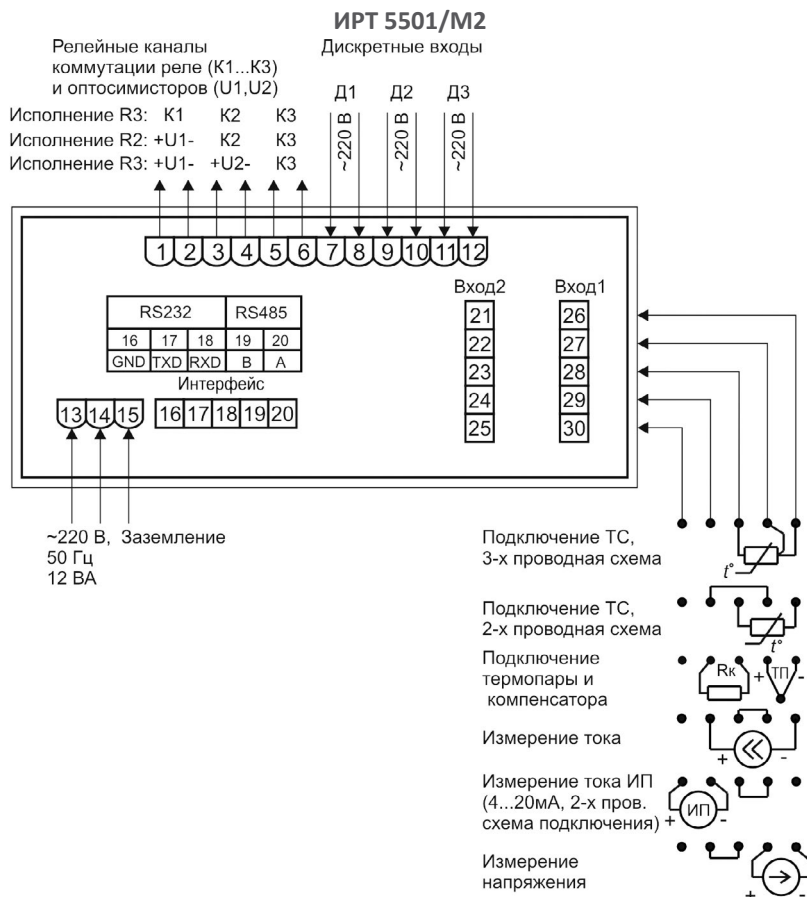 ИРТ 5501/М2
Релейные каналы
коммутации реле (К1...К3)
и оптосимисторов (U1,U2)
Дискретные входы
Д1 Д2 Д3
Исполнение R3: К1 К2 К3
Исполнение R2: +U1- К2 К3
Исполнение R3: +U1- +U2- К3
~220 В ~220 В ~220 В
1 2 3 4 5 6 7 8 9 10 11 12
Вход2 Вход1
21 26
22 27
23 28
24 29
25 30
RS232 RS485
16 17 18 19 20
GND TXD RXD B A
Интерфейс
13 14 15 16 17 18 19 20
~220 В, Заземление
50 Гц
12 ВА
Подключение ТС,
3-х проводная схема
t°
Подключение ТС,
2-х проводная схема
t°
Подключение
термопары и
компенсатора
Rк + ТП -
Измерение тока
+ -
Измерение тока ИП
(4...20мА, 2-х пров.
схема подключения)
+ ИП -
Измерение
напряжения
+ -